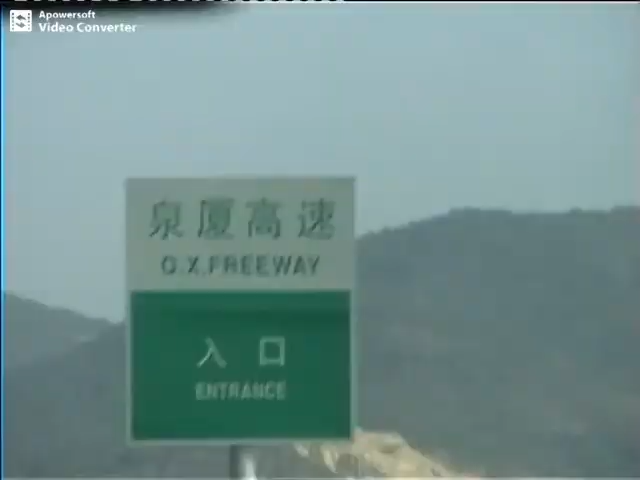 Apowersoft
Video Converter
泉厦高速
Q.X.FREEWAY
入口
ENTRANCE